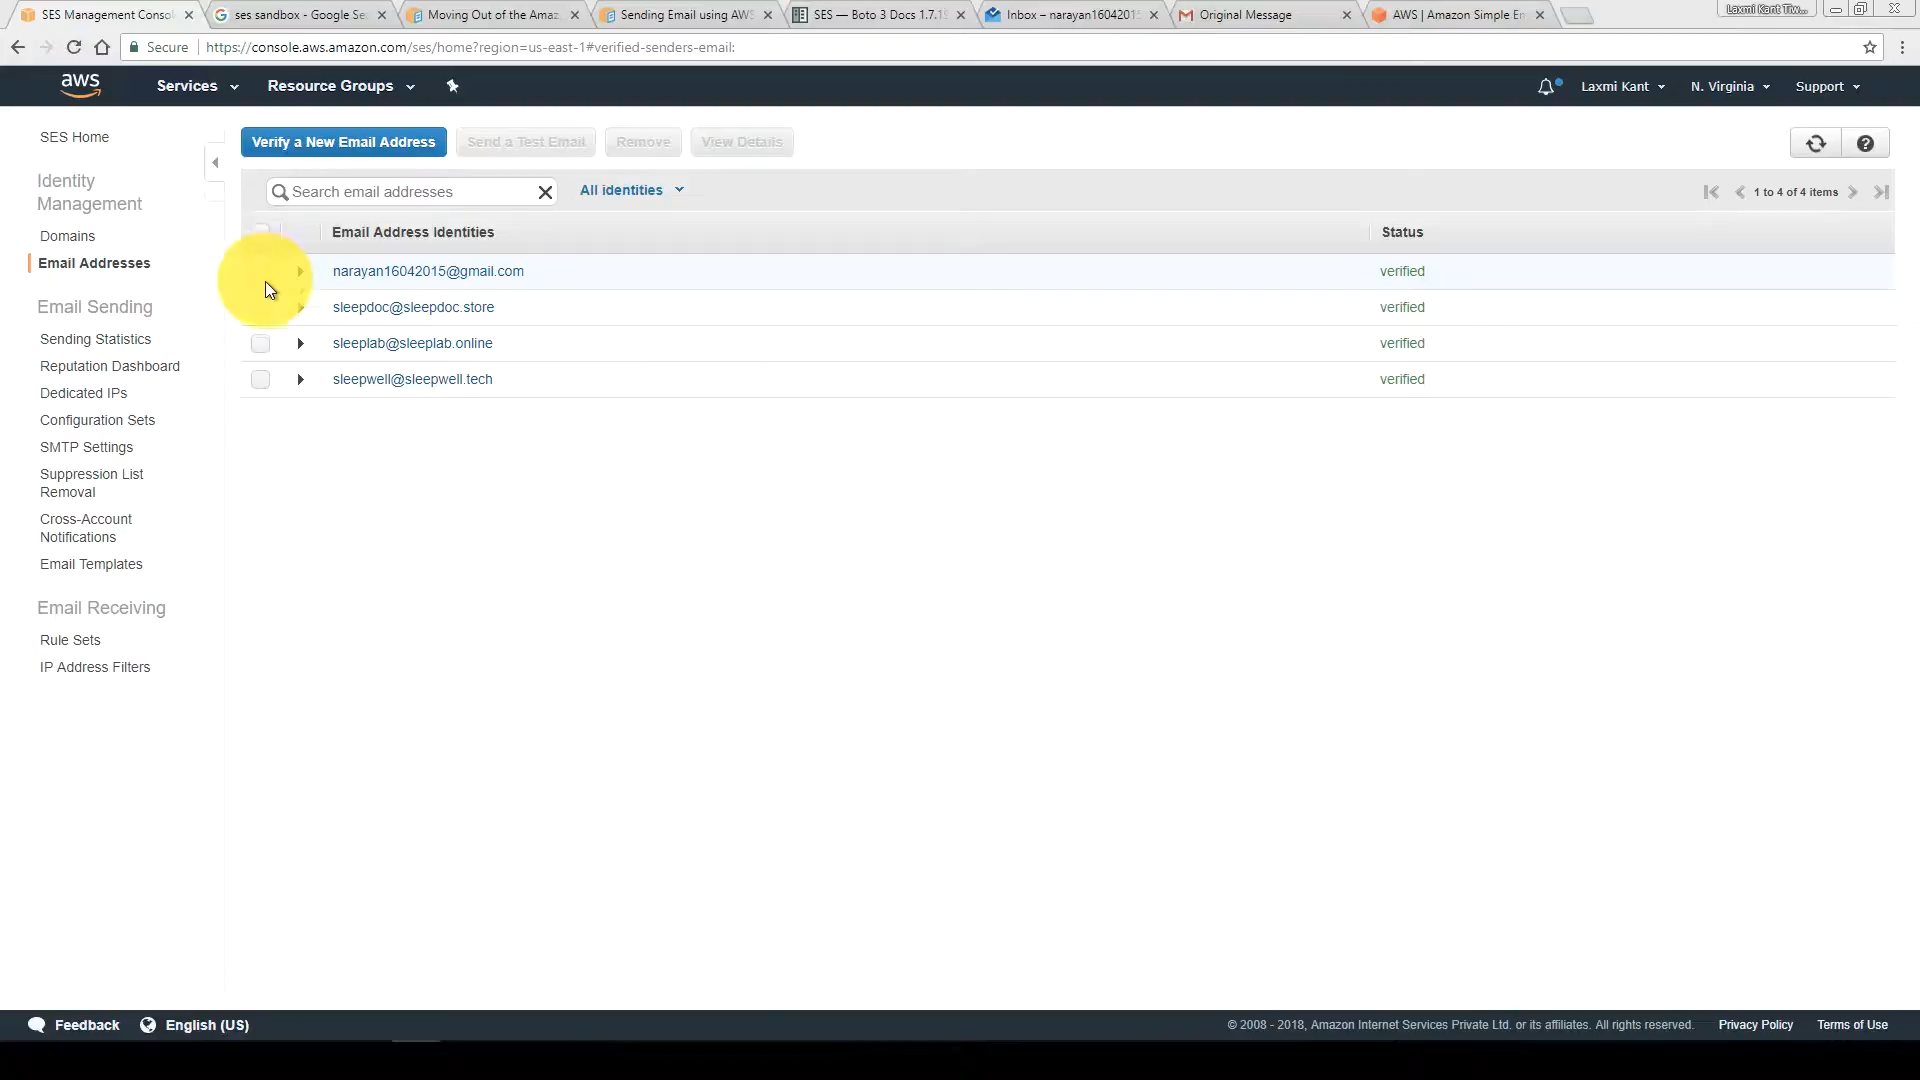 SES Management Consol
ses sandbox - Google Se
Moving Out of the Amaz
Sending Email using AWS
SES — Boto 3 Docs 1.7.19
Inbox – narayan1604201
Original Message
AWS | Amazon Simple Em
Laxmi Kant Tiw...
Secure
https://console.aws.amazon.com/ses/home?region=us-east-1#verified-senders-email:
aws
Services
Resource Groups
Laxmi Kant
N. Virginia
Support
SES Home
Identity
Management
Domains
Email Addresses
Email Sending
Sending Statistics
Reputation Dashboard
Dedicated IPs
Configuration Sets
SMTP Settings
Suppression List
Removal
Cross-Account
Notifications
Email Templates
Email Receiving
Rule Sets
IP Address Filters
Verify a New Email Address
Send a Test Email
Remove
View Details
Search email addresses
All identities
1 to 4 of 4 items
Email Address Identities
Status
narayan16042015@gmail.com
verified
sleepdoc@sleepdoc.store
verified
sleeplab@sleeplab.online
verified
sleepwell@sleepwell.tech
verified
Feedback
English (US)
© 2008 - 2018, Amazon Internet Services Private Ltd. or its affiliates. All rights reserved.
Privacy Policy
Terms of Use